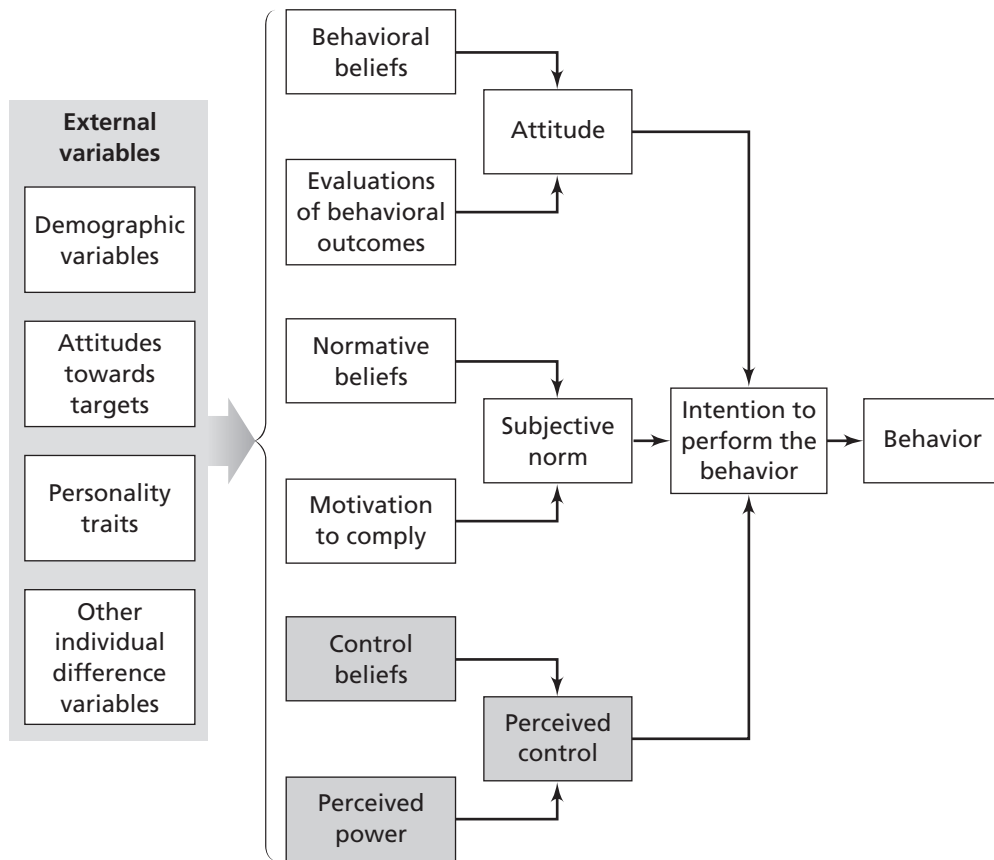 External
variables
Demographic
variables
Attitudes
towards
targets
Personality
traits
Other
individual
difference
variables
Behavioral
beliefs
Evaluations
of behavioral
outcomes
Attitude
Normative
beliefs
Motivation
to comply
Subjective
norm
Control
beliefs
Perceived
power
Perceived
control
Intention to
perform the
behavior
Behavior